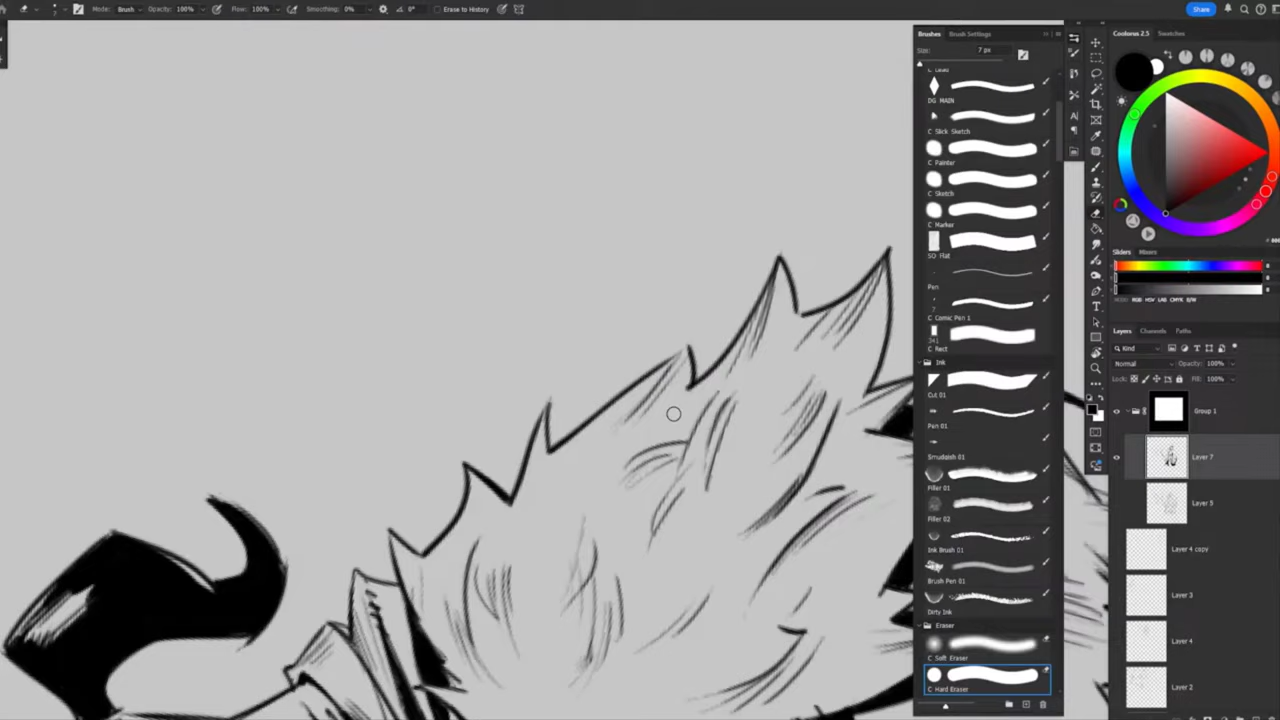 Mode: Brush Opacity: 100% Flow: 100% Smoothing: 0% 0° Erase to History Share
Brushes Brush Settings
Size: 7 px
DG MAIN
C Slick Sketch
C Painter
C Sketch
C Marker
SO Flat
Pen
C Comic Pen 1
C Rect
Ink
Cut 01
Pen 01
Smudgish 01
Filler 01
Filler 02
Ink Brush 01
Brush Pen 01
Dirty Ink
Eraser
C Soft Eraser
C Hard Eraser
Coolorus 2.5 Swatches
Sliders Mixers
RGB HSV LAB CMYK B/W
Layers Channels Paths
Kind
Normal Opacity: 100%
Lock: Fill: 100%
Group 1
Layer 7
Layer 5
Layer 4 copy
Layer 3
Layer 4
Layer 2